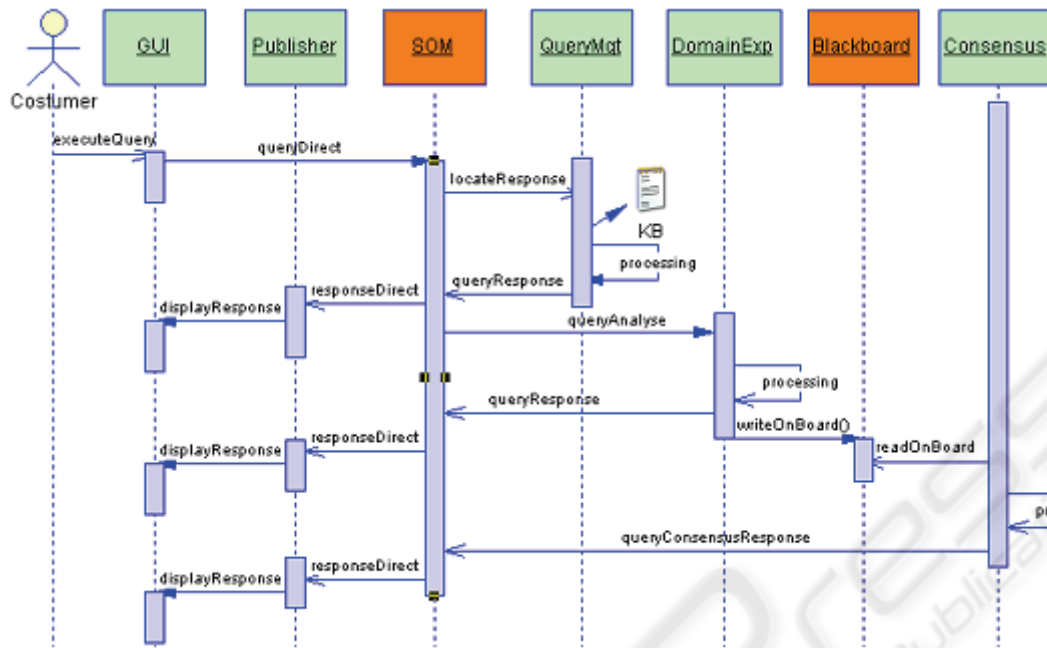 GUI
Publisher
SOM
QueryMgt
DomainExp
Blackboard
Consensus
Costumer
executeQuery
queryDirect
locateResponse
KB
processing
queryResponse
responseDirect
displayResponse
queryAnalyse
processing
queryResponse
writeOnBoard()
responseDirect
readOnBoard
displayResponse
queryConsensusResponse
responseDirect
displayResponse